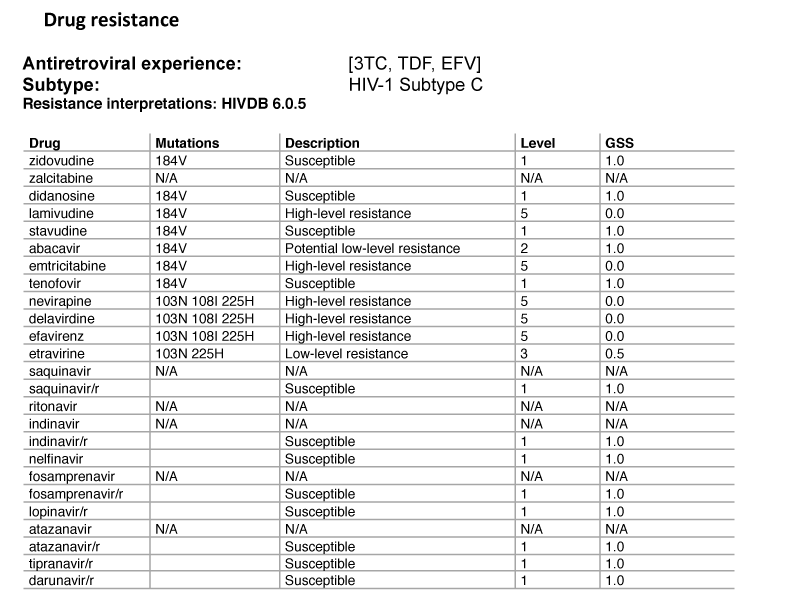 Drug resistance
Antiretroviral experience: [3TC, TDF, EFV]
Subtype: HIV-1 Subtype C
Resistance interpretations: HIVDB 6.0.5
Drug Mutations Description Level GSS
zidovudine 184V Susceptible 1 1.0
zalcitabine N/A N/A N/A N/A
didanosine 184V Susceptible 1 1.0
lamivudine 184V High-level resistance 5 0.0
stavudine 184V Susceptible 1 1.0
abacavir 184V Potential low-level resistance 2 1.0
emtricitabine 184V High-level resistance 5 0.0
tenofovir 184V Susceptible 1 1.0
nevirapine 103N 108I 225H High-level resistance 5 0.0
delavirdine 103N 108I 225H High-level resistance 5 0.0
efavirenz 103N 108I 225H High-level resistance 5 0.0
etravirine 103N 225H Low-level resistance 3 0.5
saquinavir N/A N/A N/A N/A
saquinavir/r Susceptible 1 1.0
ritonavir N/A N/A N/A N/A
indinavir N/A N/A N/A N/A
indinavir/r Susceptible 1 1.0
nelfinavir Susceptible 1 1.0
fosamprenavir N/A N/A N/A N/A
fosamprenavir/r Susceptible 1 1.0
lopinavir/r Susceptible 1 1.0
atazanavir N/A N/A N/A N/A
atazanavir/r Susceptible 1 1.0
tipranavir/r Susceptible 1 1.0
darunavir/r Susceptible 1 1.0